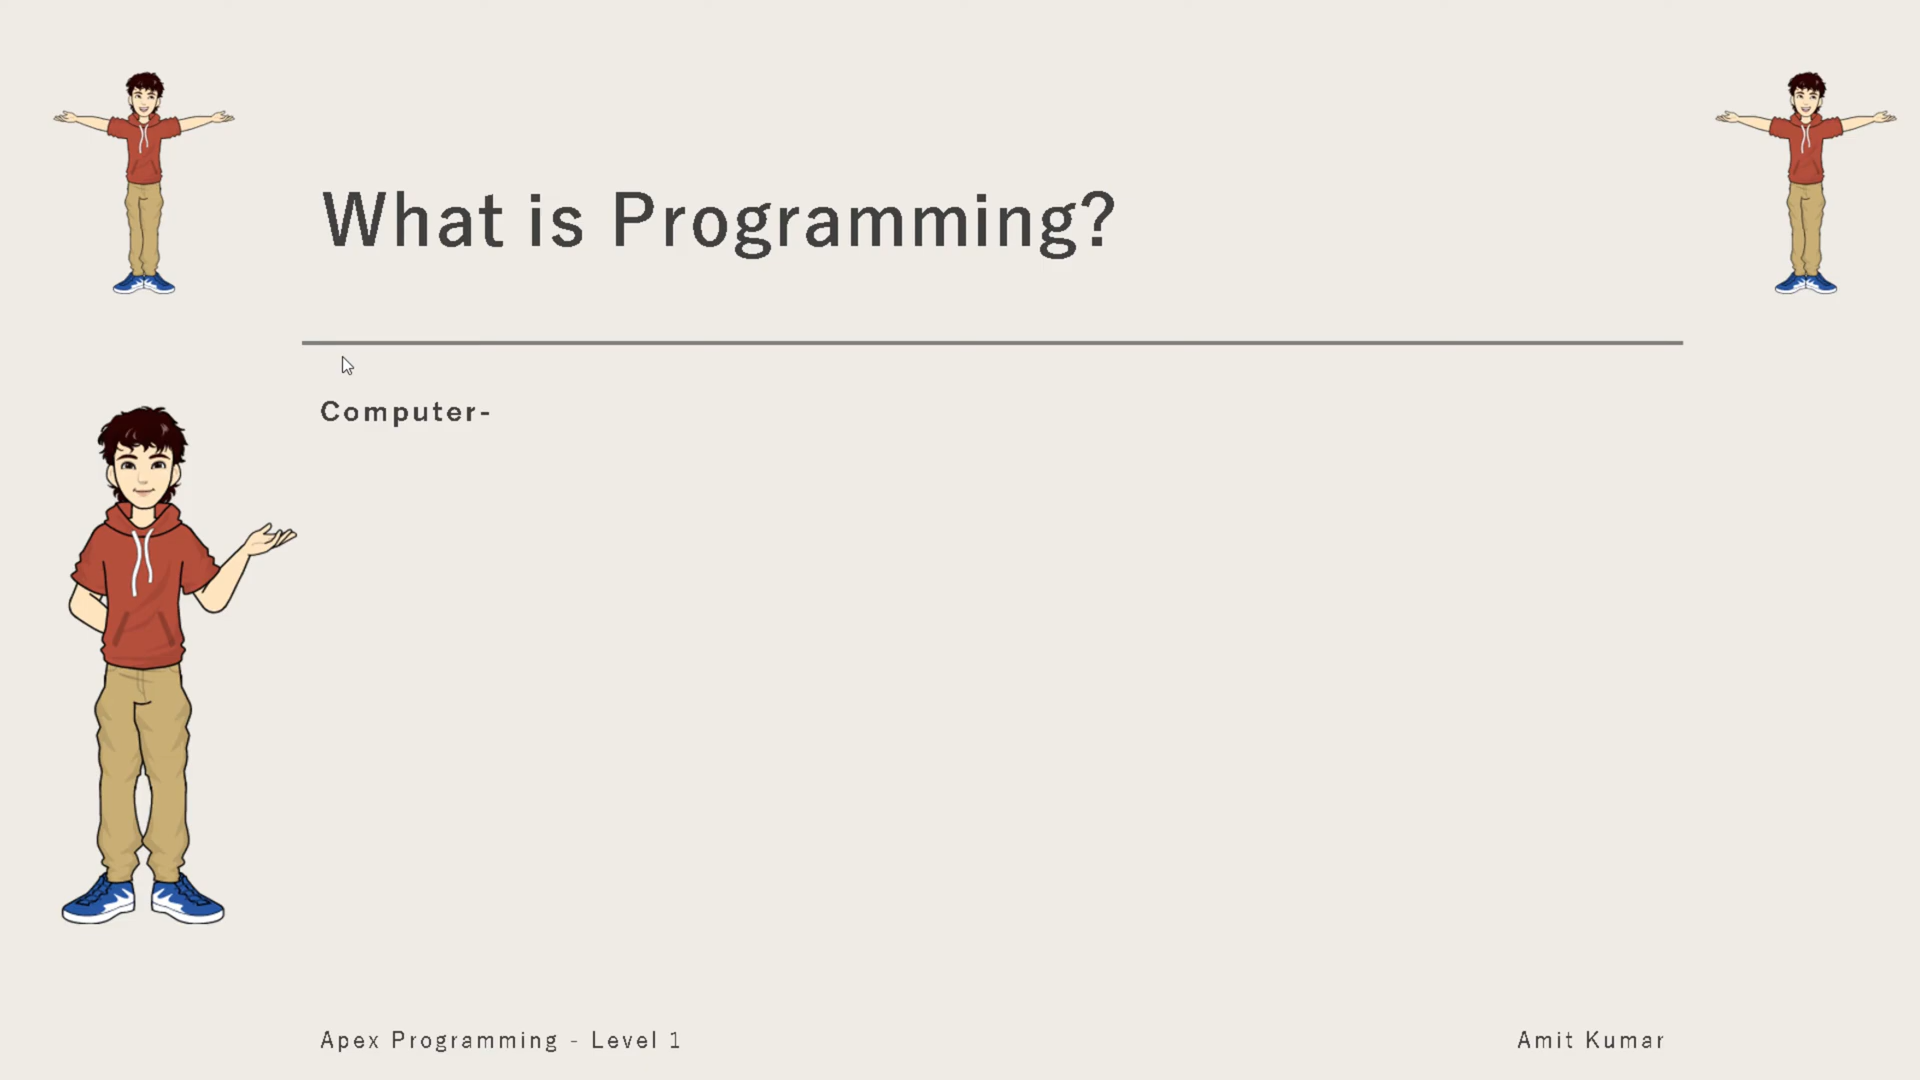 What is Programming?
Computer-
Apex Programming - Level 1
Amit Kumar